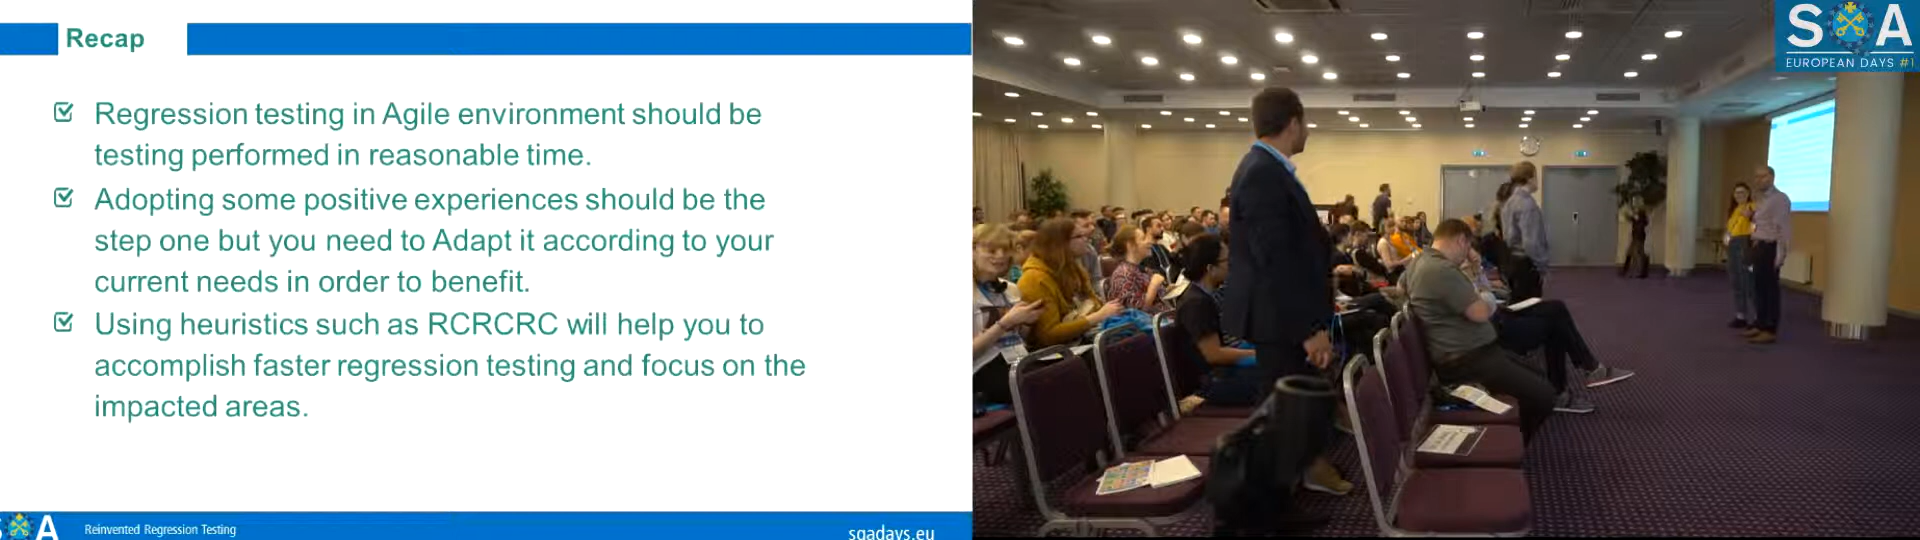 Recap
Regression testing in Agile environment should be
testing performed in reasonable time.
Adopting some positive experiences should be the
step one but you need to Adapt it according to your
current needs in order to benefit.
Using heuristics such as RCRCRC will help you to
accomplish faster regression testing and focus on the
impacted areas.
Reinvented Regression Testing
sqadays.eu
SQA
EUROPEAN DAYS #1